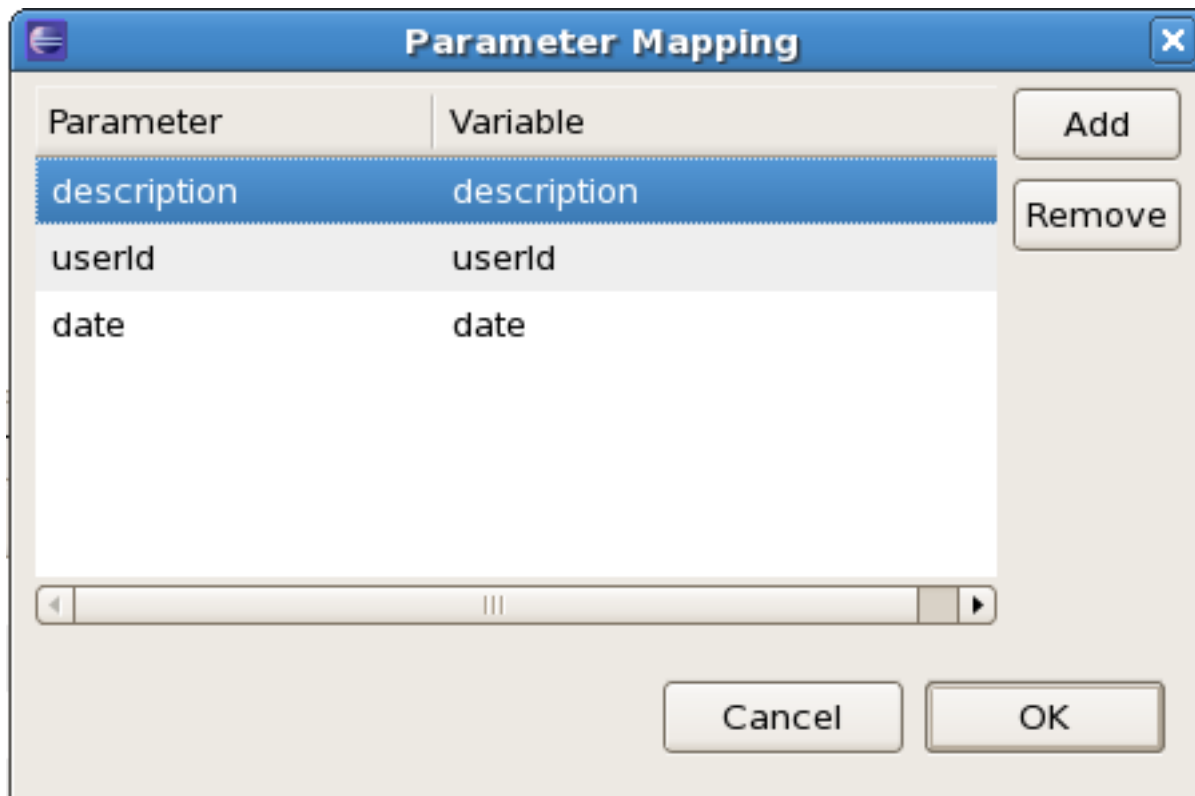 Parameter Mapping
Parameter Variable
Add
description description
Remove
userId userId
date date
Cancel OK